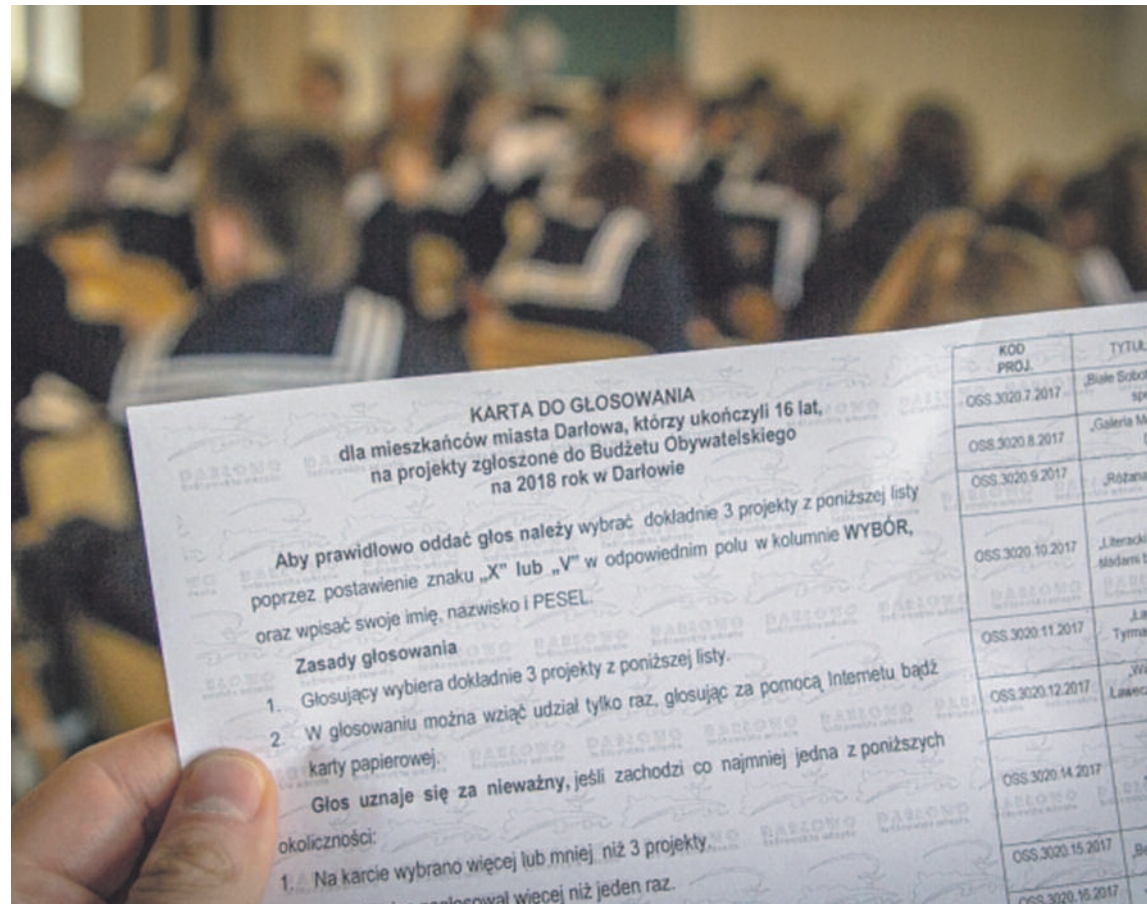 KARTA DO GŁOSOWANIA
dla mieszkańców miasta Darłowa, którzy ukończyli 16 lat,
na projekty zgłoszone do Budżetu Obywatelskiego
na 2018 rok w Darłowie
Aby prawidłowo oddać głos należy wybrać dokładnie 3 projekty z poniższej listy
poprzez postawienie znaku „X" lub „V" w odpowiednim polu w kolumnie WYBÓR,
oraz wpisać swoje imię, nazwisko i PESEL.
Zasady głosowania
1. Głosujący wybiera dokładnie 3 projekty z poniższej listy.
2. W głosowaniu można wziąć udział tylko raz, głosując za pomocą Internetu bądź
karty papierowej.
Głos uznaje się za nieważny, jeśli zachodzi co najmniej jedna z poniższych
okoliczności:
1. Na karcie wybrano więcej lub mniej niż 3 projekty.
więcej niż jeden raz.
KOD TYTUŁ
PROJ.
OSS.3020.7.2017 „Białe
OSS.3020.8.2017 „Galeria
OSS.3020.9.2017 „Różana
OSS.3020.10.2017
śladami
OSS.3020.11.2017
OSS.3020.12.2017
OSS.3020.14.2017
OSS.3020.15.2017
OSS.3020.16.2017